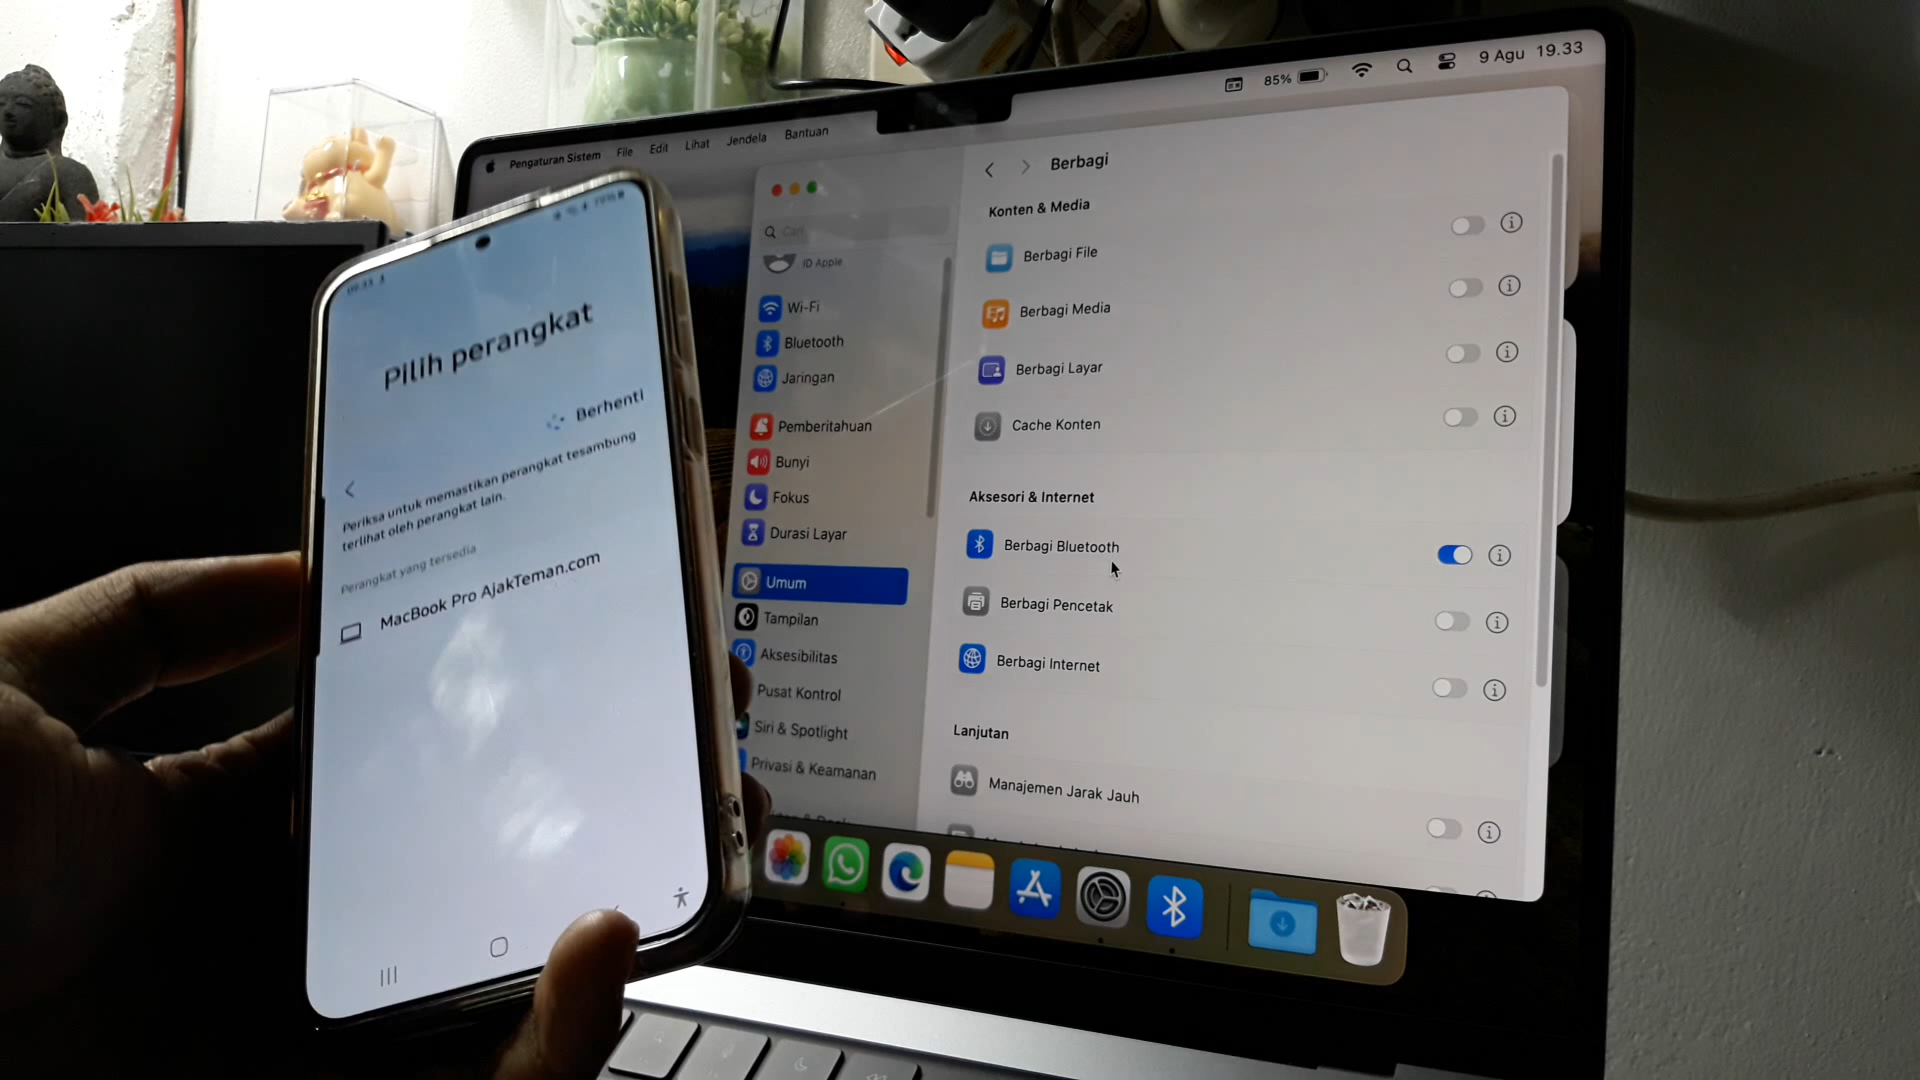 Pengaturan Sistem File Edit Lihat Jendela Bantuan
85% 9 Agu 19.33
Pilih perangkat
Berhenti
Periksa untuk memastikan perangkat tesambung
terlihat oleh perangkat lain.
Perangkat yang tersedia
MacBook Pro AjakTeman.com
Cari
ID Apple
Wi-Fi
Bluetooth
Jaringan
Pemberitahuan
Bunyi
Fokus
Durasi Layar
Umum
Tampilan
Aksesibilitas
Pusat Kontrol
Siri & Spotlight
Privasi & Keamanan
Berbagi
Konten & Media
Berbagi File
Berbagi Media
Berbagi Layar
Cache Konten
Aksesori & Internet
Berbagi Bluetooth
Berbagi Pencetak
Berbagi Internet
Lanjutan
Manajemen Jarak Jauh